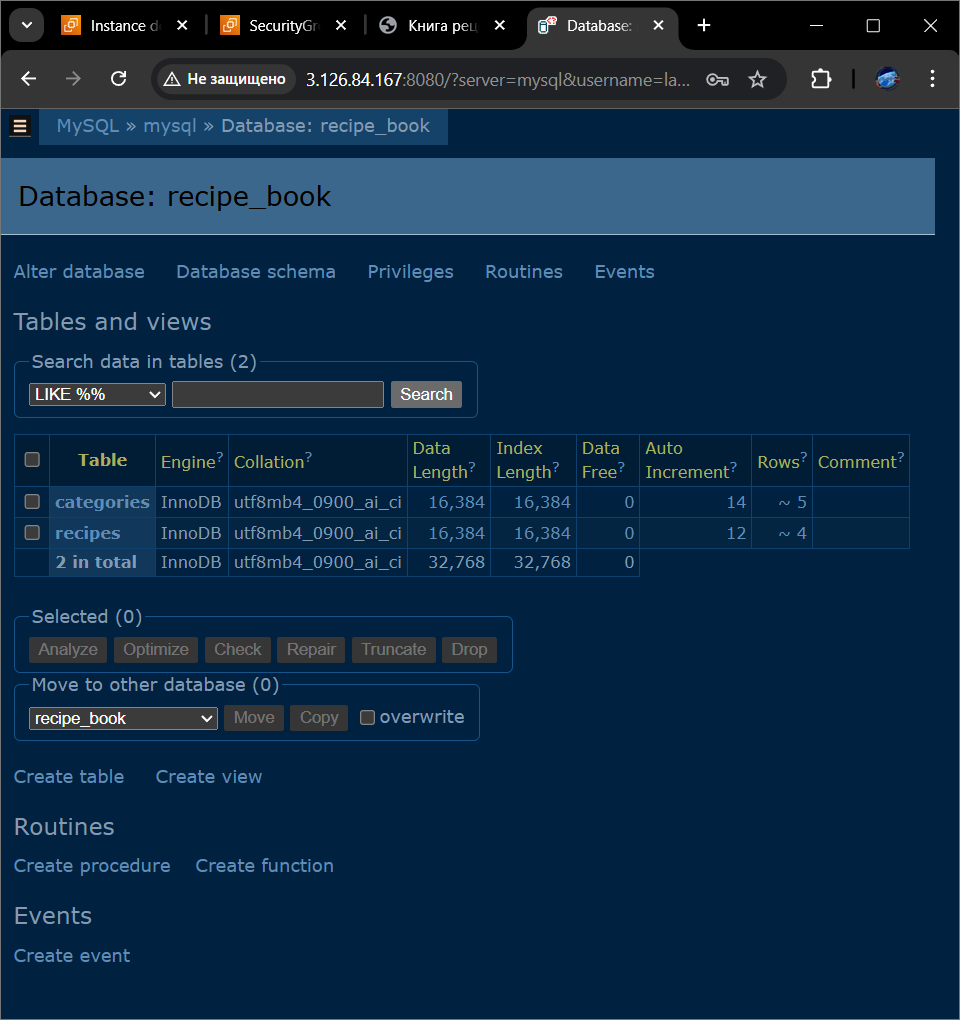 Instance d
SecurityGr
Книга рец
Database:
Не защищено
3.126.84.167:8080/?server=mysql&username=la...
MySQL » mysql » Database: recipe_book
Database: recipe_book
Alter database Database schema Privileges Routines Events
Tables and views
Search data in tables (2)
LIKE %% Search
Table Engine? Collation? Data Length? Index Length? Data Free? Auto Increment? Rows? Comment?
categories InnoDB utf8mb4_0900_ai_ci 16,384 16,384 0 14 ~ 5
recipes InnoDB utf8mb4_0900_ai_ci 16,384 16,384 0 12 ~ 4
2 in total InnoDB utf8mb4_0900_ai_ci 32,768 32,768 0
Selected (0)
Analyze Optimize Check Repair Truncate Drop
Move to other database (0)
recipe_book Move Copy overwrite
Create table Create view
Routines
Create procedure Create function
Events
Create event